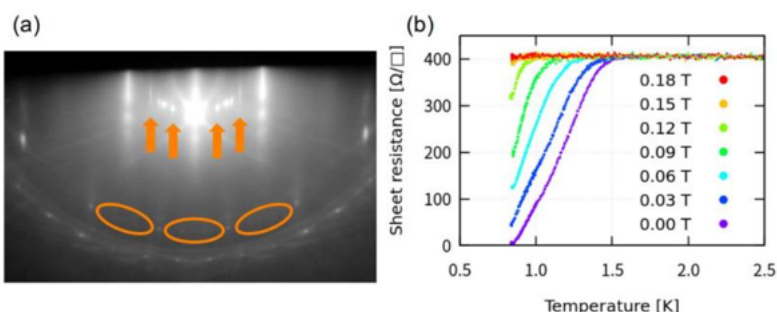 (a)
(b)
Sheet resistance [Ω/□]
400
300
200
100
0
0.18 T
0.15 T
0.12 T
0.09 T
0.06 T
0.03 T
0.00 T
0.5
1.0
1.5
2.0
2.5
Temperature [K]